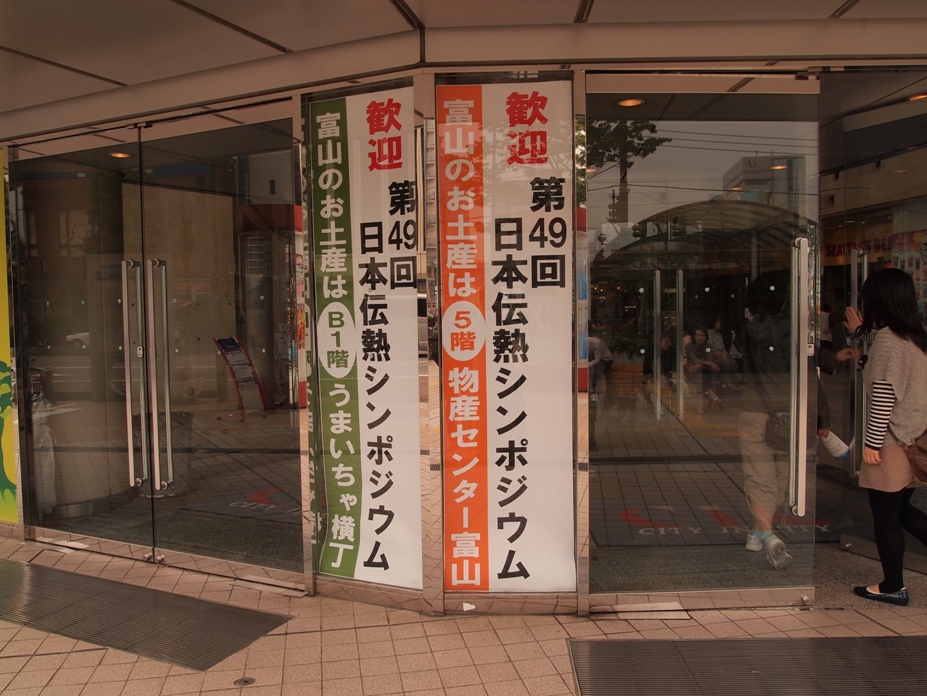 歓迎
第49回
日本伝熱シンポジウム
富山のお土産は B1階 うまいちゃ横丁
歓迎
第49回
日本伝熱シンポジウム
富山のお土産は 5階 物産センター富山
CITY